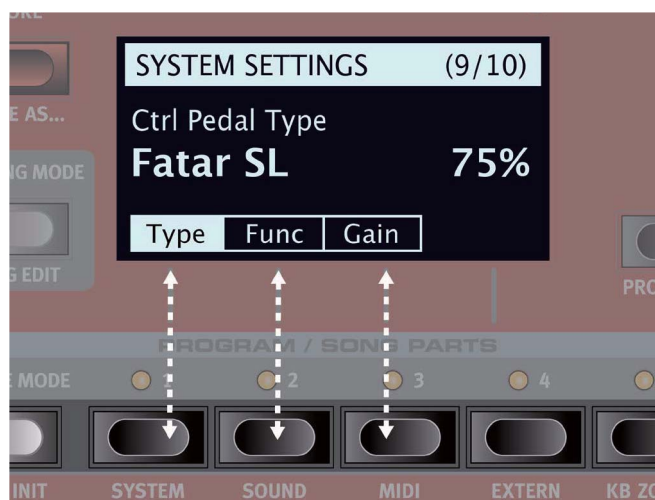 SYSTEM SETTINGS (9/10)
Ctrl Pedal Type
Fatar SL 75%
Type Func Gain
E AS...
NG MODE
G EDIT
PRO
PROGRAM / SONG PARTS
E MODE 1 2 3 4
INIT SYSTEM SOUND MIDI EXTERN KB ZO